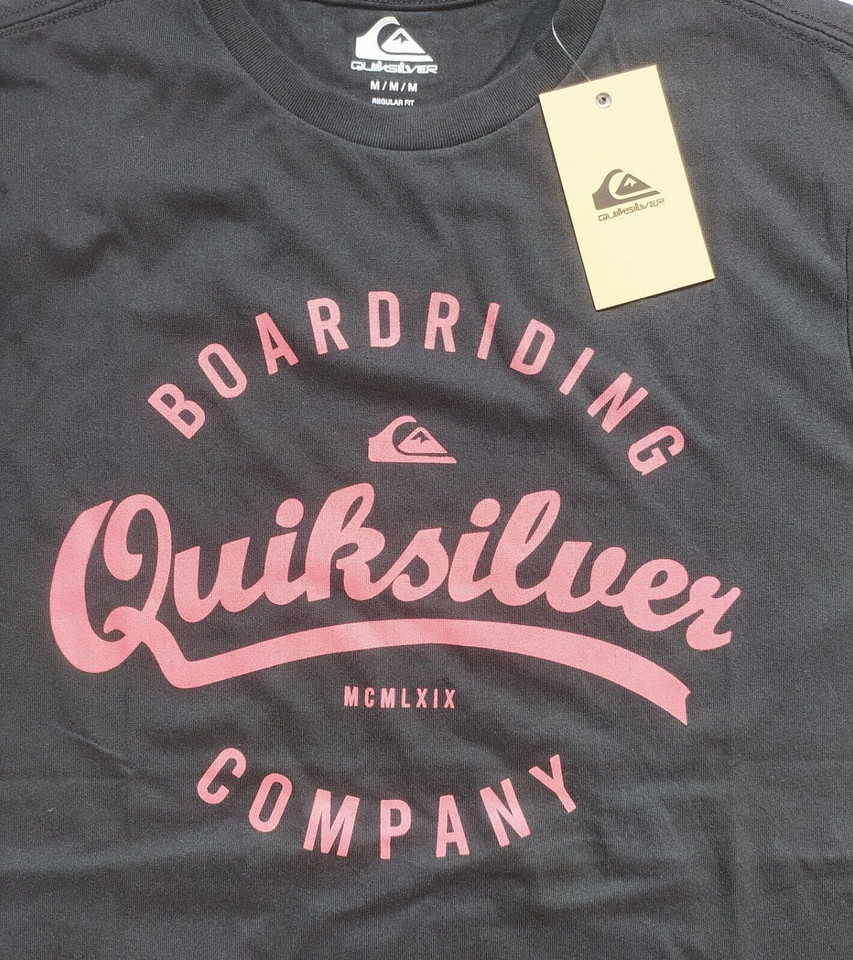 QUIKSILVER
M / M / M
REGULAR FIT
QUIKSILVER
BOARDRIDING
Quiksilver
MCMLXIX
COMPANY